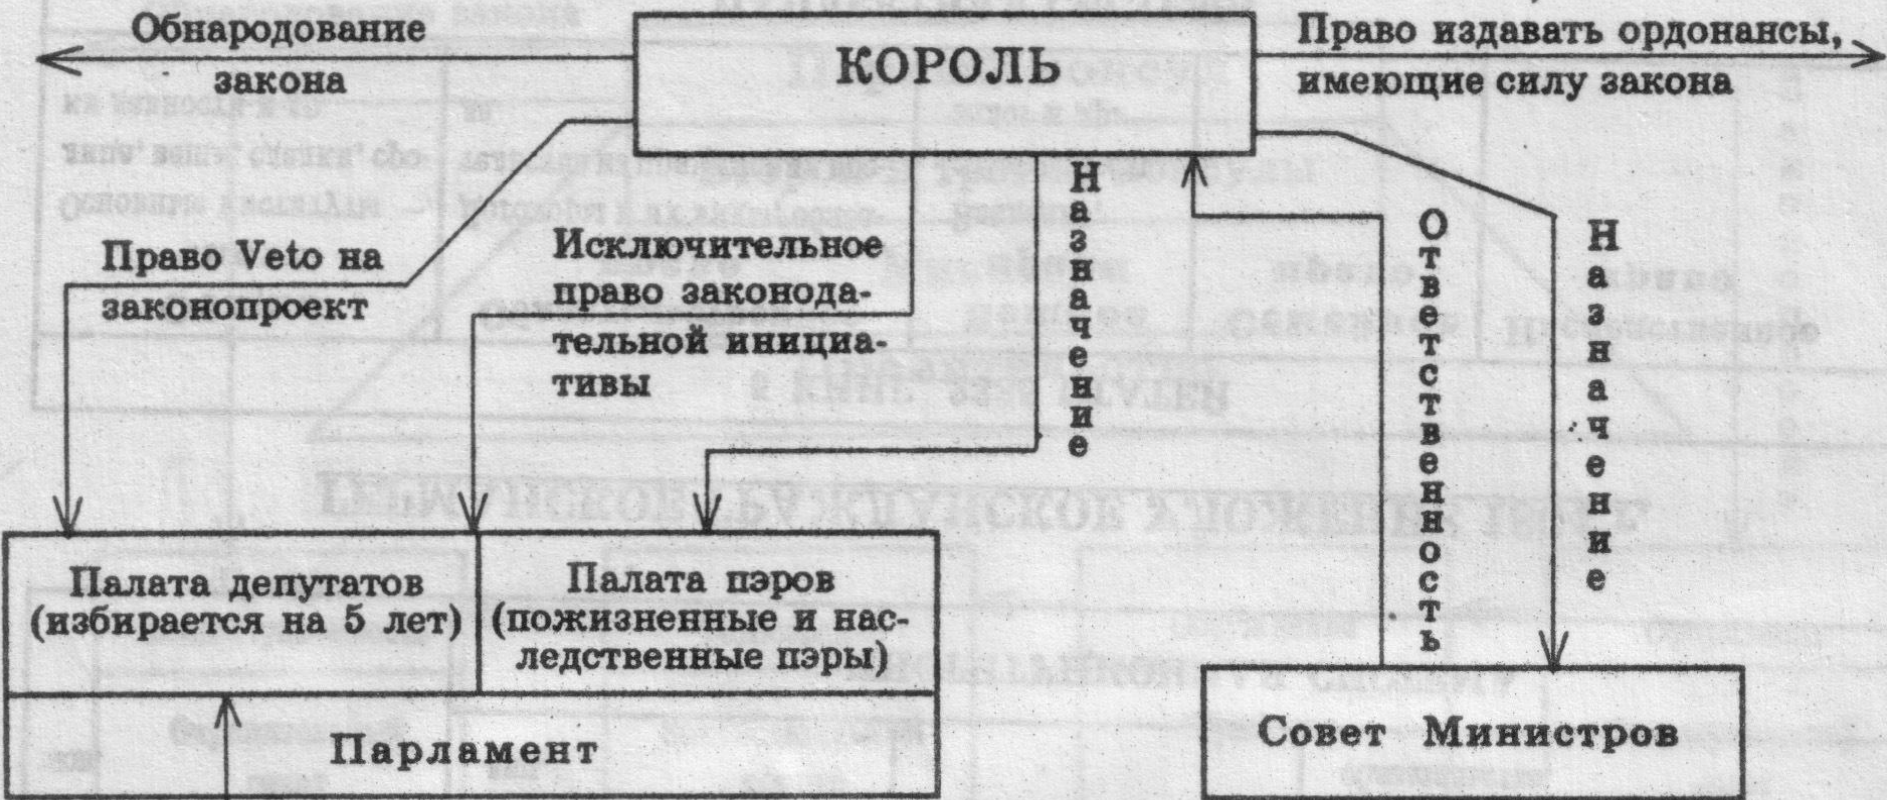 Обнародование
закона
КОРОЛЬ
Право издавать ордонансы,
имеющие силу закона
Право Veto на
законопроект
Исключительное
право законода-
тельной инициа-
тивы
Назначение
Ответственность
Назначение
Палата депутатов
(избирается на 5 лет)
Палата пэров
(пожизненные и нас-
ледственные пэры)
Парламент
Совет Министров